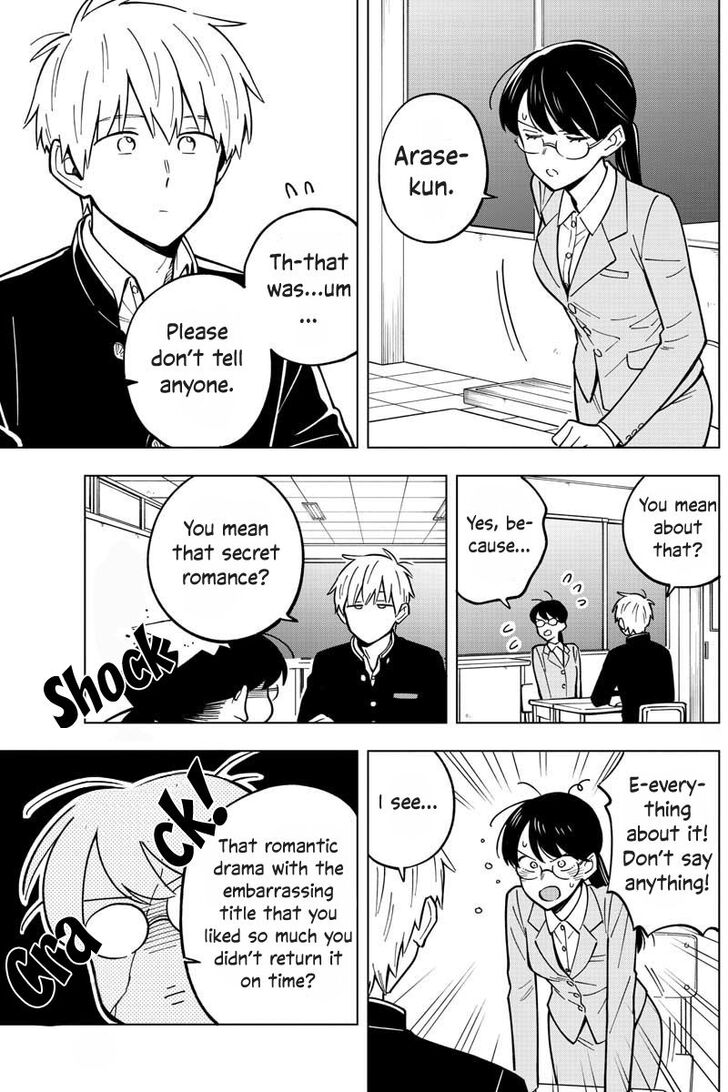 Arase-
kun.
Th-that
was...um
...
Please
don't tell
anyone.
You mean
about
that?
Yes, be-
cause...
You mean
that secret
romance?
Shock
E-every-
thing
about it!
Don't say
anything!
I see...
That romantic
drama with the
embarrassing
title that you
liked so much you
didn't return it
on time?
Crack!